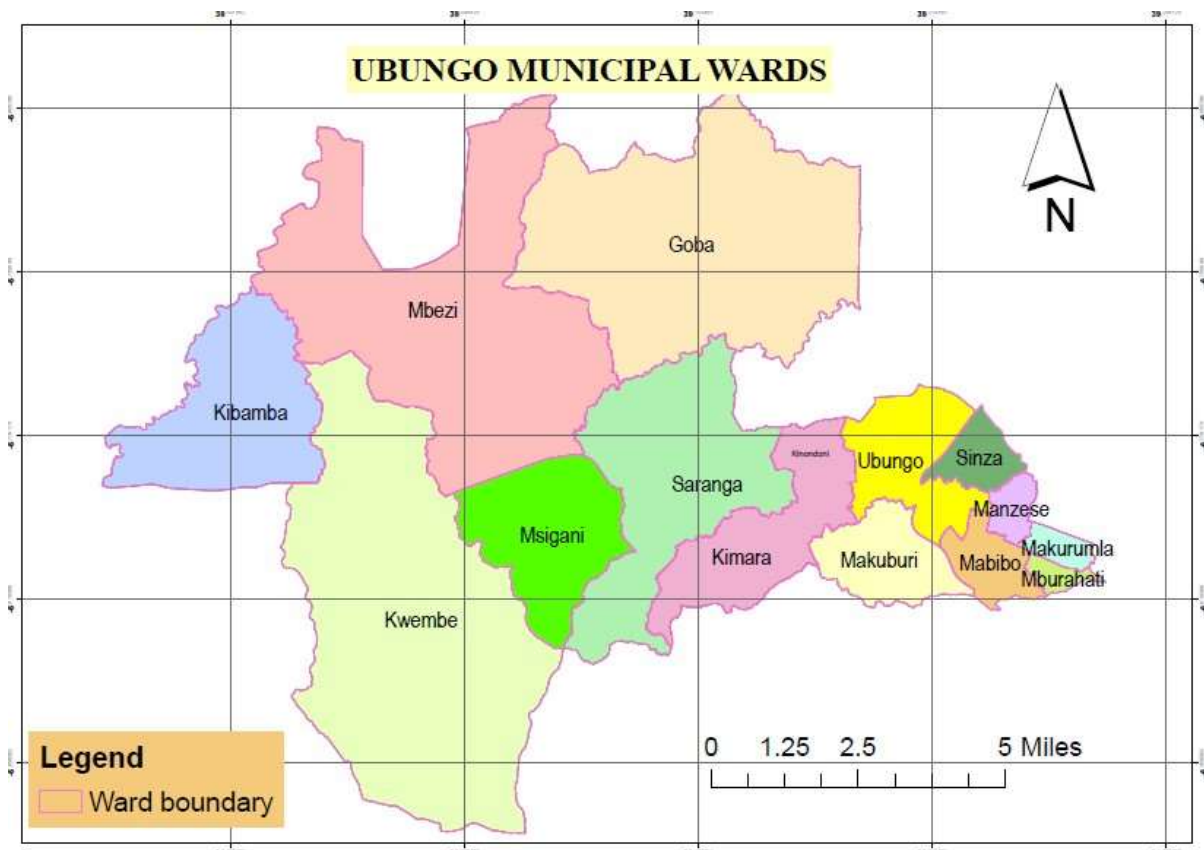 UBUNGO MUNICIPAL WARDS
N
Goba
Mbezi
Kibamba
Kinondoni
Ubungo
Sinza
Saranga
Manzese
Msigani
Kimara
Makuburi
Mabibo
Makurumla
Mburahati
Kwembe
0 1.25 2.5 5 Miles
Legend
Ward boundary